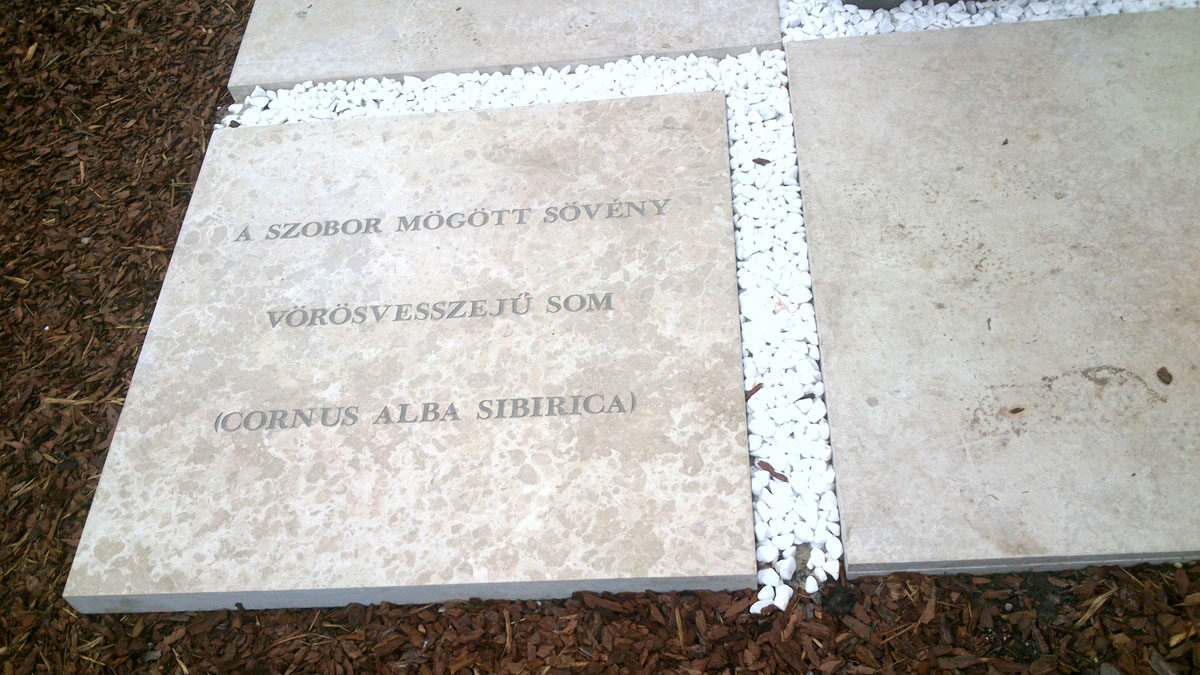 A SZOBOR MÖGÖTT SÖVÉNY
VÖRÖSVESSZEJŰ SOM
(CORNUS ALBA SIBIRICA)